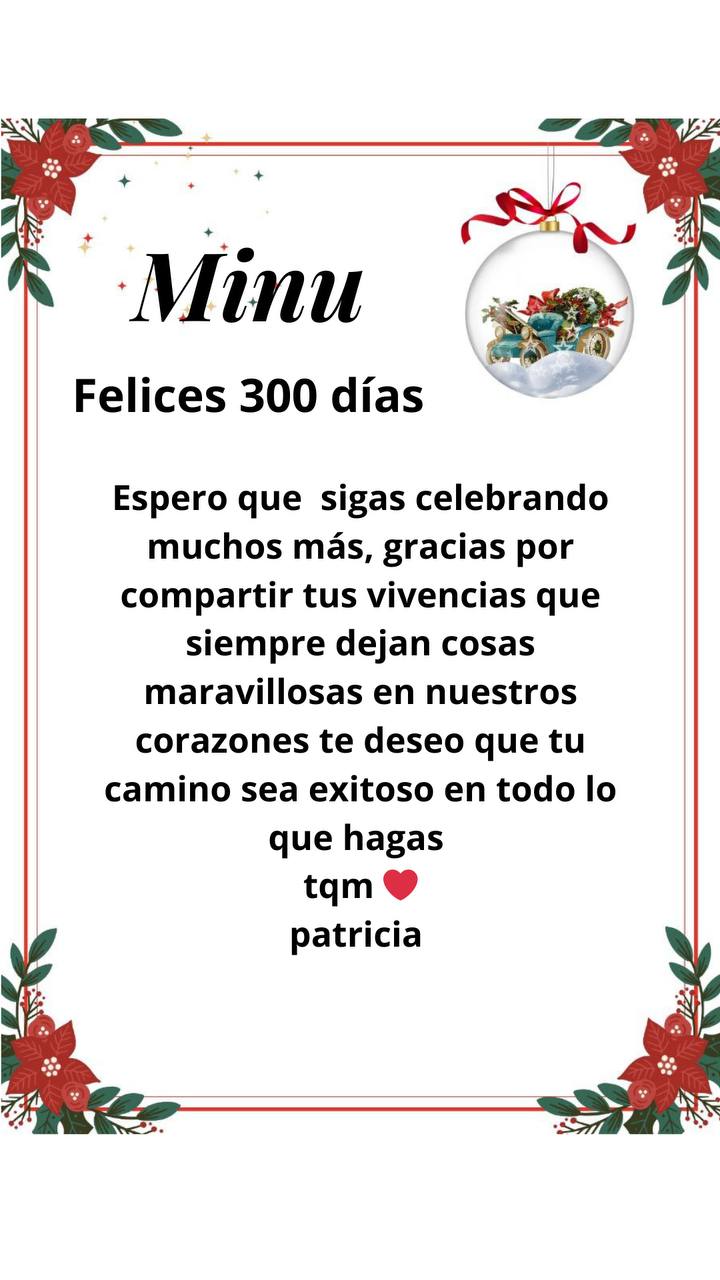 Minu
Felices 300 días
Espero que  sigas celebrando
muchos más, gracias por
compartir tus vivencias que
siempre dejan cosas
maravillosas en nuestros
corazones te deseo que tu
camino sea exitoso en todo lo
que hagas
tqm ❤️
patricia